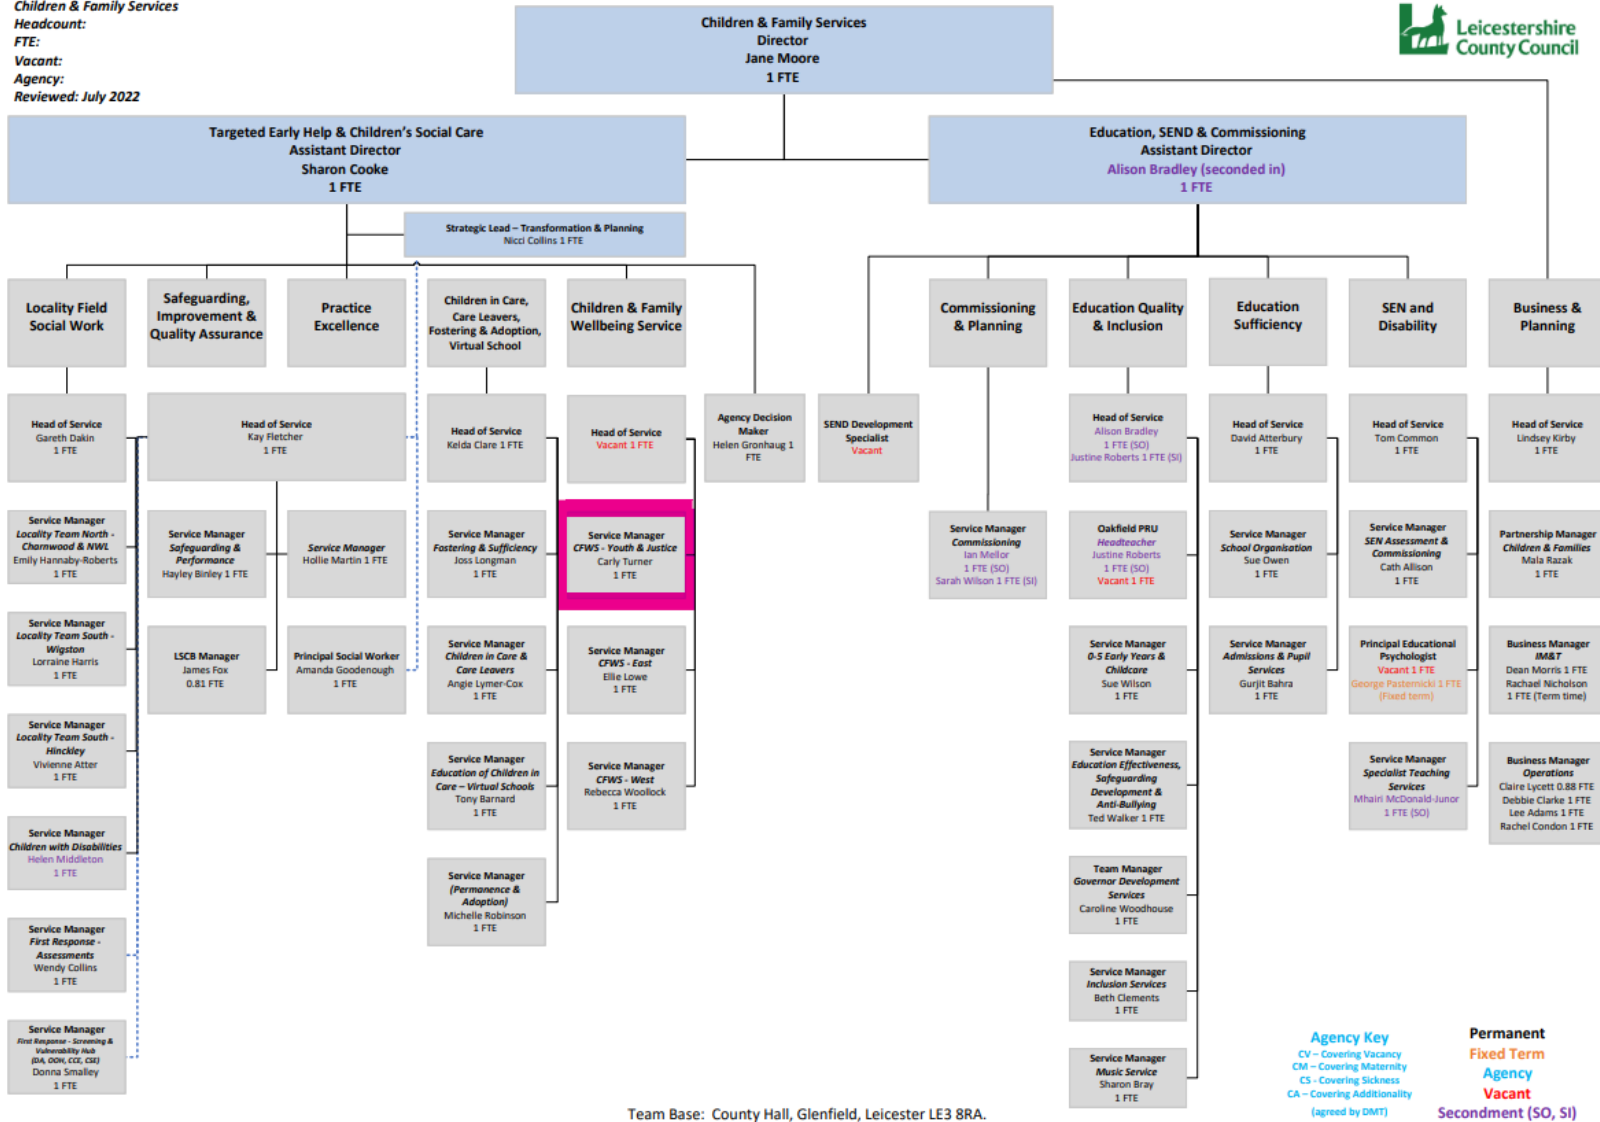 Children & Family Services
Headcount:
FTE:
Vacant:
Agency:
Reviewed: July 2022
Children & Family Services
Director
Jane Moore
1 FTE
Leicestershire
County Council
Targeted Early Help & Children's Social Care
Assistant Director
Sharon Cooke
1 FTE
Education, SEND & Commissioning
Assistant Director
Alison Bradley (seconded in)
1 FTE
Strategic Lead – Transformation & Planning
Nicci Collins 1 FTE
Locality Field
Social Work
Safeguarding,
Improvement &
Quality Assurance
Practice
Excellence
Children in Care,
Care Leavers,
Fostering & Adoption,
Virtual School
Children & Family
Wellbeing Service
Commissioning
& Planning
Education Quality
& Inclusion
Education
Sufficiency
SEN and
Disability
Business &
Planning
Head of Service
Gareth Dakin
1 FTE
Head of Service
Kay Fletcher
1 FTE
Head of Service
Kelda Clare 1 FTE
Head of Service
Vacant 1 FTE
Agency Decision
Maker
Helen Gronhaug 1
FTE
SEND Development
Specialist
Vacant
Head of Service
Alison Bradley
1 FTE (SO)
Justine Roberts 1 FTE (SI)
Head of Service
David Atterbury
1 FTE
Head of Service
Tom Common
1 FTE
Head of Service
Lindsey Kirby
1 FTE
Service Manager
Locality Team North -
Charnwood & NWL
Emily Hannaby-Roberts
1 FTE
Service Manager
Safeguarding &
Performance
Hayley Binley 1 FTE
Service Manager
Hollie Martin 1 FTE
Service Manager
Fostering & Sufficiency
Joss Longman
1 FTE
Service Manager
CFWS - Youth & Justice
Carly Turner
1 FTE
Service Manager
Commissioning
Ian Mellor
1 FTE (SO)
Sarah Wilson 1 FTE (SI)
Oakfield PRU
Headteacher
Justine Roberts
1 FTE (SO)
Vacant 1 FTE
Service Manager
School Organisation
Sue Owen
1 FTE
Service Manager
SEN Assessment &
Commissioning
Cath Allison
1 FTE
Partnership Manager
Children & Families
Mala Razak
1 FTE
Service Manager
Locality Team South -
Wigston
Lorraine Harris
1 FTE
LSCB Manager
James Fox
0.81 FTE
Principal Social Worker
Amanda Goodenough
1 FTE
Service Manager
Children in Care &
Care Leavers
Angie Lymer-Cox
1 FTE
Service Manager
CFWS - East
Ellie Lowe
1 FTE
Service Manager
0-5 Early Years &
Childcare
Sue Wilson
1 FTE
Service Manager
Admissions & Pupil
Services
Gurjit Bahra
1 FTE
Principal Educational
Psychologist
Vacant 1 FTE
George Pasternicki 1 FTE
(Fixed term)
Business Manager
IM&T
Dean Morris 1 FTE
Rachael Nicholson
1 FTE (Term time)
Service Manager
Locality Team South -
Hinckley
Vivienne Atter
1 FTE
Service Manager
Education of Children in
Care – Virtual Schools
Tony Barnard
1 FTE
Service Manager
CFWS - West
Rebecca Woollock
1 FTE
Service Manager
Education Effectiveness,
Safeguarding
Development &
Anti-Bullying
Ted Walker 1 FTE
Service Manager
Specialist Teaching
Services
Mhairi McDonald-Junor
1 FTE (SO)
Business Manager
Operations
Claire Lycett 0.88 FTE
Debbie Clarke 1 FTE
Lee Adams 1 FTE
Rachel Condon 1 FTE
Service Manager
Children with Disabilities
Helen Middleton
1 FTE
Service Manager
(Permanence &
Adoption)
Michelle Robinson
1 FTE
Team Manager
Governor Development
Services
Caroline Woodhouse
1 FTE
Service Manager
First Response -
Assessments
Wendy Collins
1 FTE
Service Manager
Inclusion Services
Beth Clements
1 FTE
Service Manager
First Response - Screening &
Vulnerability Hub
(DA, OOH, CCE, CSE)
Donna Smalley
1 FTE
Service Manager
Music Service
Sharon Bray
1 FTE
Agency Key
CV – Covering Vacancy
CM – Covering Maternity
CS - Covering Sickness
CA – Covering Additionality
(agreed by DMT)
Permanent
Fixed Term
Agency
Vacant
Secondment (SO, SI)
Team Base: County Hall, Glenfield, Leicester LE3 8RA.